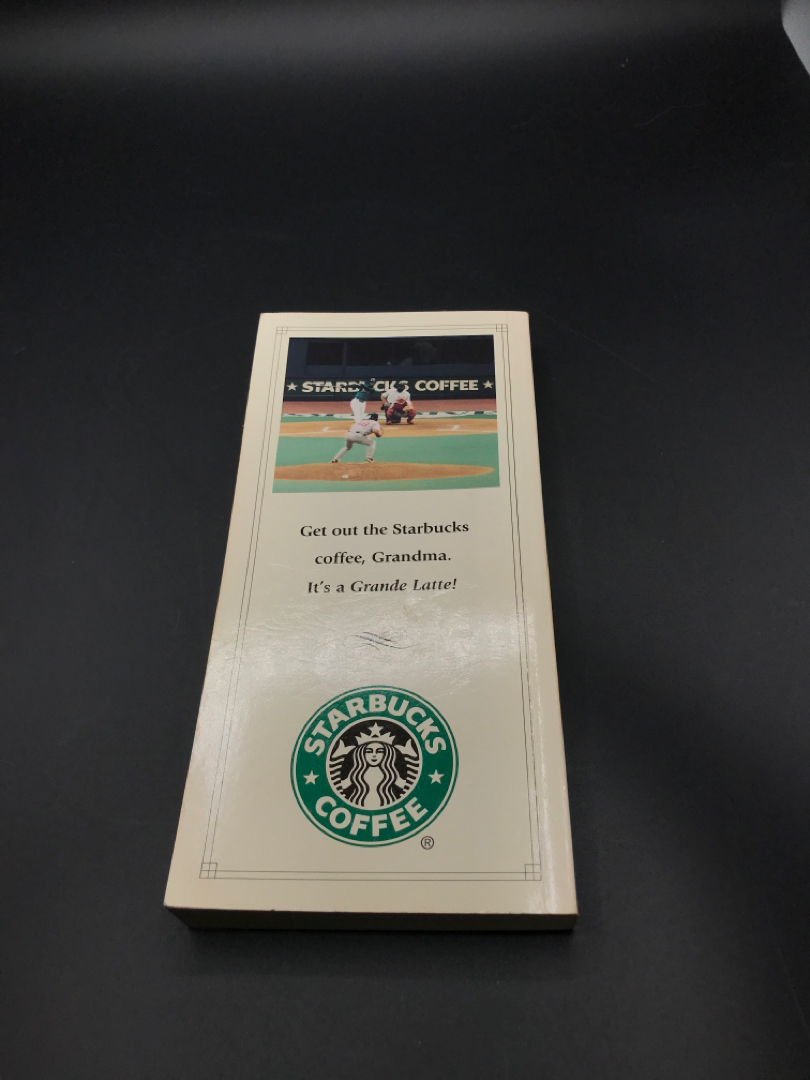 ★ STARBUCKS COFFEE ★
Get out the Starbucks
coffee, Grandma.
It's a Grande Latte!
STARBUCKS
COFFEE
®